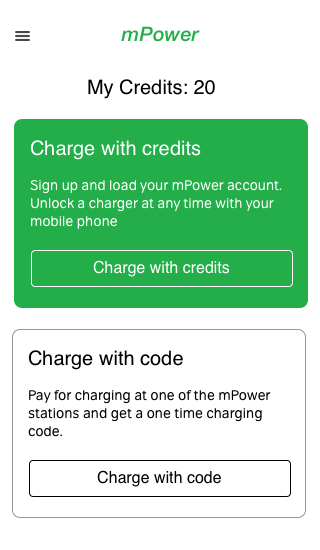 mPower
My Credits: 20
Charge with credits
Sign up and load your mPower account.
Unlock a charger at any time with your
mobile phone
Charge with credits
Charge with code
Pay for charging at one of the mPower
stations and get a one time charging
code.
Charge with code